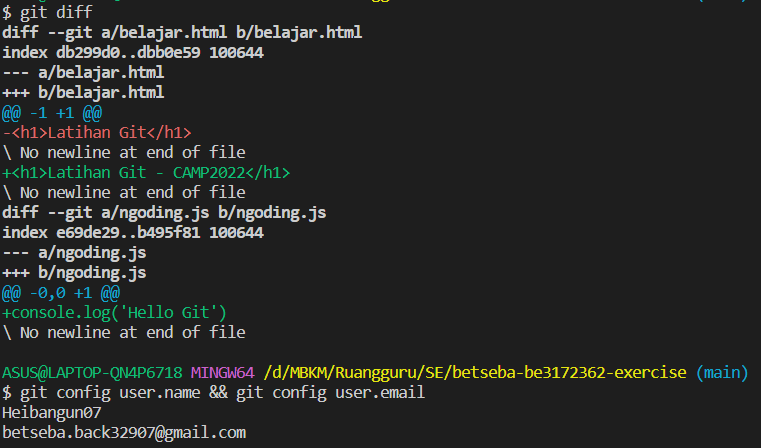 $ git diff
diff --git a/belajar.html b/belajar.html
index db299d0..dbb0e59 100644
--- a/belajar.html
+++ b/belajar.html
@@ -1 +1 @@
-<h1>Latihan Git</h1>
\ No newline at end of file
+<h1>Latihan Git - CAMP2022</h1>
\ No newline at end of file
diff --git a/ngoding.js b/ngoding.js
index e69de29..b495f81 100644
--- a/ngoding.js
+++ b/ngoding.js
@@ -0,0 +1 @@
+console.log('Hello Git')
\ No newline at end of file
ASUS@LAPTOP-QN4P6718 MINGW64 /d/MBKM/Ruangguru/SE/betseba-be3172362-exercise (main)
$ git config user.name && git config user.email
Heibangun07
betseba.back32907@gmail.com